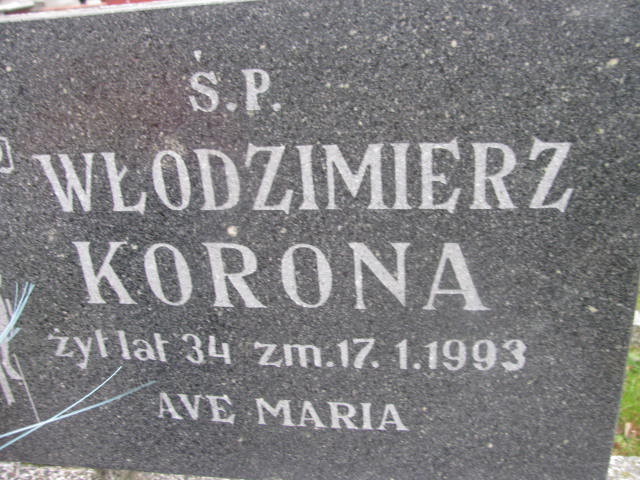 Ś.P.
WŁODZIMIERZ
KORONA
żył lat 34 zm.17.1.1993
AVE MARIA